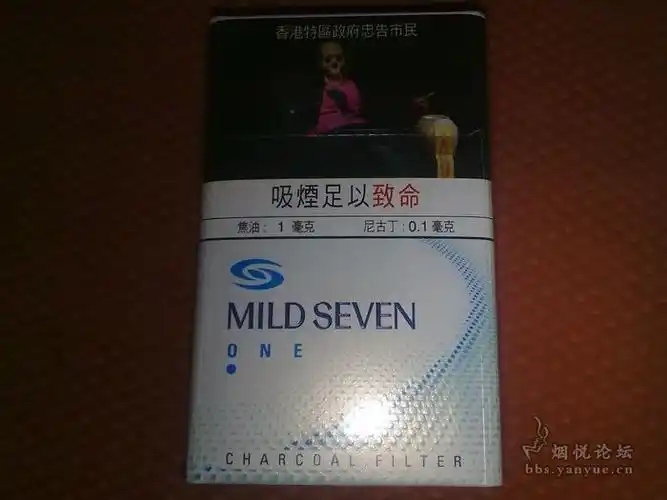 香港特區政府忠告市民
吸煙足以致命
焦油: 1 毫克 尼古丁: 0.1 毫克
MILD SEVEN
ONE
CHARCOAL FILTER
烟悦论坛
bbs.yanyue.cn